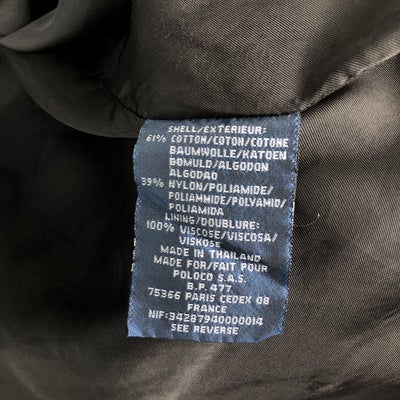 SHELL/EXTERIEUR:
61% COTTON/COTON/COTONE
BAUMWOLLE/KATOEN
BOMULD/ALGODON
ALGODAO
39% NYLON/POLIAMIDE/
POLIAMMIDE/POLYAMID/
POLIAMIDA
LINING/DOUBLURE:
100% VISCOSE/VISCOSA/
VISKOSE
MADE IN THAILAND
MADE FOR/FAIT POUR
POLOCO S.A.S.
B.P. 477
75366 PARIS CEDEX 08
FRANCE
NIF:34287940000014
SEE REVERSE